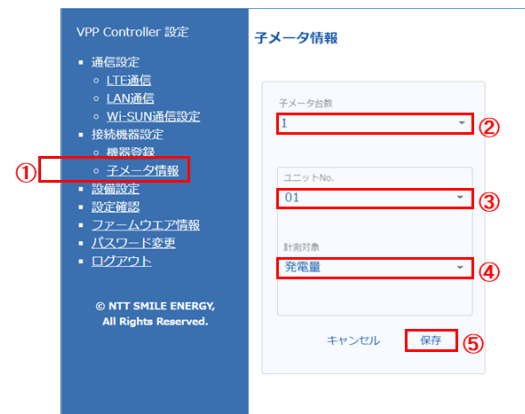 VPP Controller 設定
通信設定
LTE通信
LAN通信
Wi-SUN通信設定
接続機器設定
機器登録
① 子メータ情報
設備設定
設定確認
ファームウエア情報
パスワード変更
ログアウト
© NTT SMILE ENERGY,
All Rights Reserved.
子メータ情報
子メータ台数
1 ②
ユニットNo.
01 ③
計測対象
発電量 ④
キャンセル 保存 ⑤